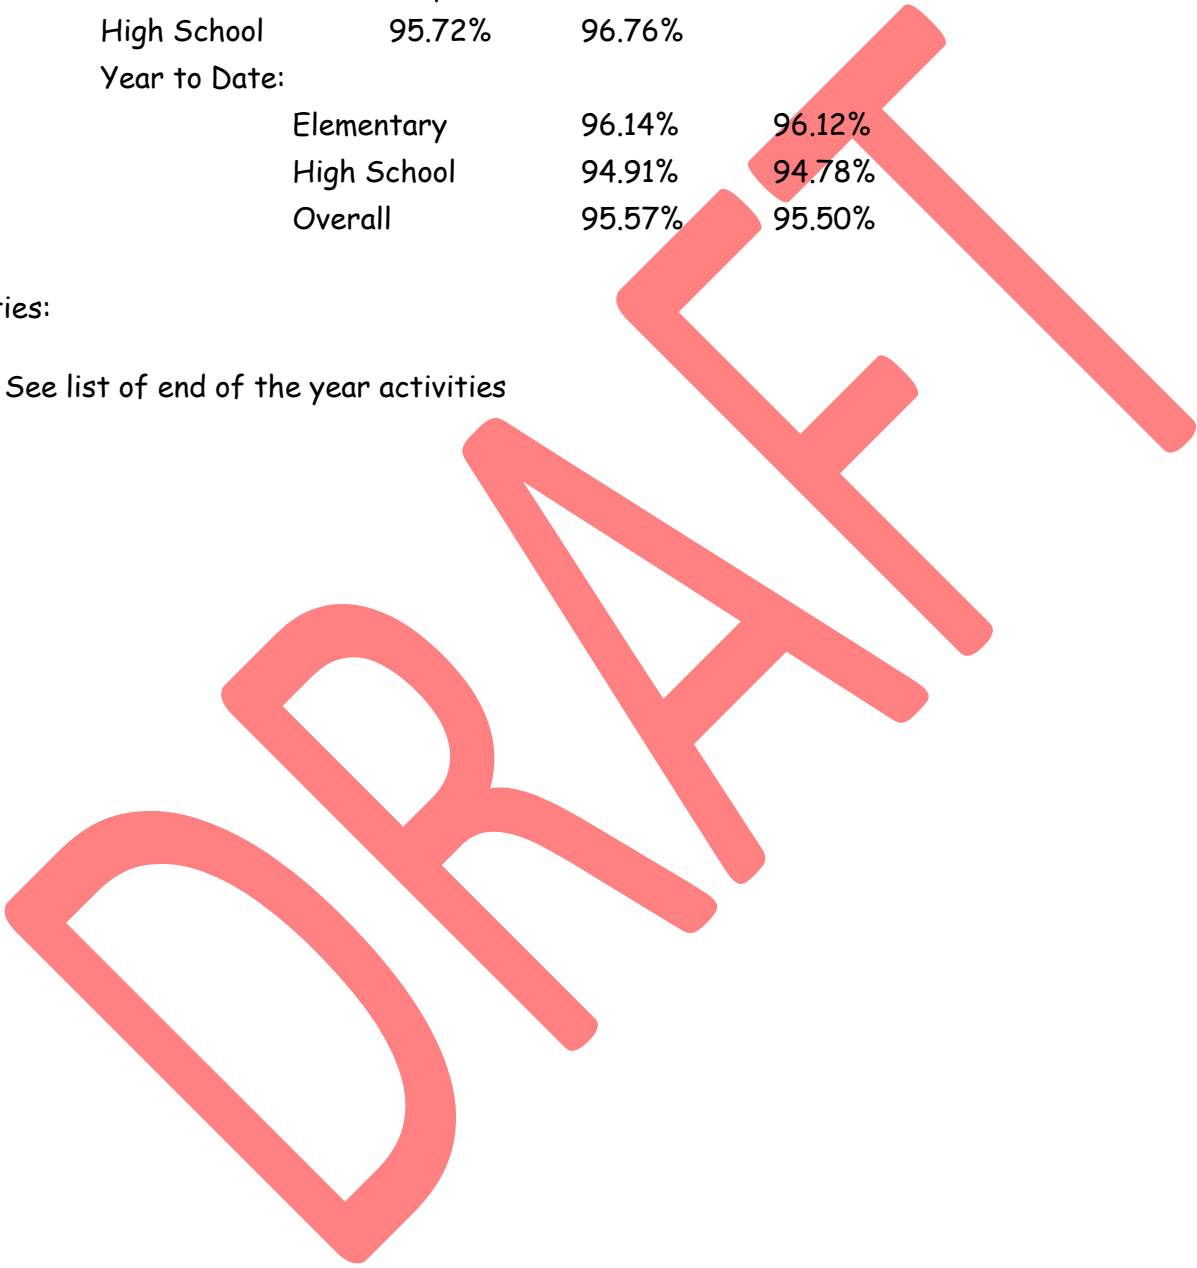 High School 95.72% 96.76%
Year to Date:
Elementary 96.14% 96.12%
High School 94.91% 94.78%
Overall 95.57% 95.50%
ties:
See list of end of the year activities
DRAFT